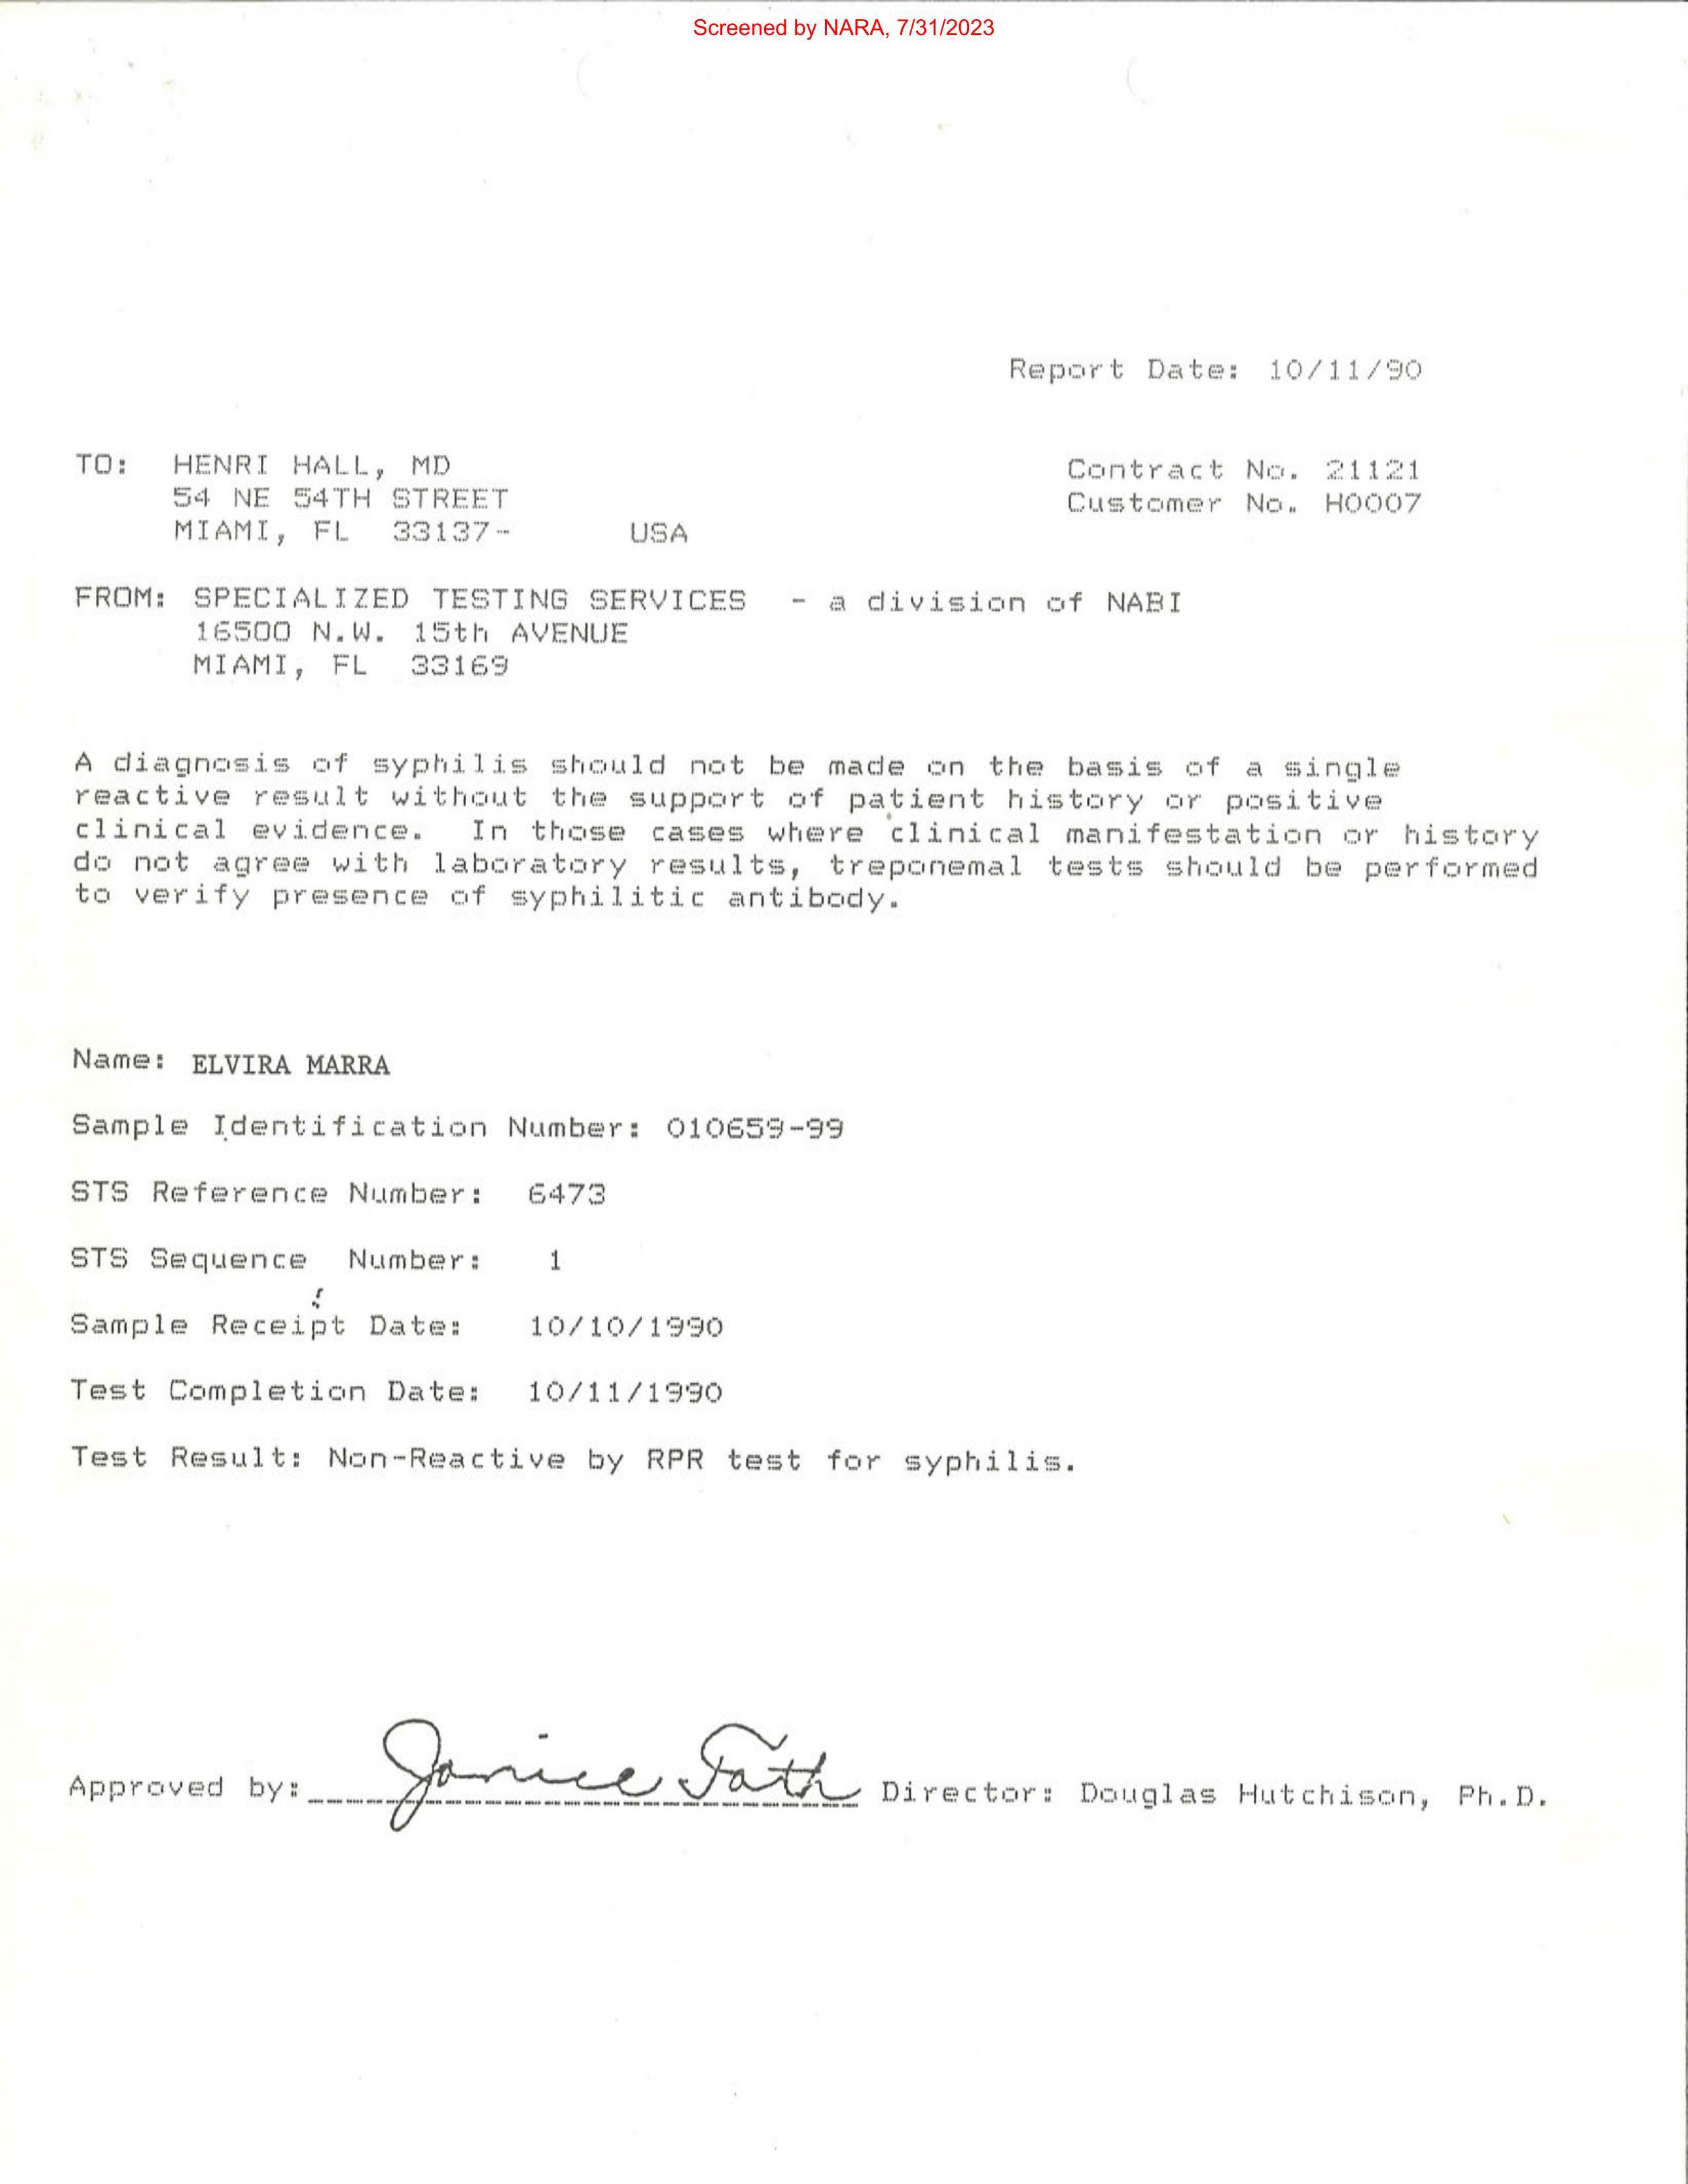 Screened by NARA, 7/31/2023
Report Date: 10/11/90
TO: HENRI HALL, MD
54 NE 54TH STREET
MIAMI, FL 33137- USA
Contract No. 21121
Customer No. H0007
FROM: SPECIALIZED TESTING SERVICES - a division of NABI
16500 N.W. 15th AVENUE
MIAMI, FL 33169
A diagnosis of syphilis should not be made on the basis of a single
reactive result without the support of patient history or positive
clinical evidence. In those cases where clinical manifestation or history
do not agree with laboratory results, treponemal tests should be performed
to verify presence of syphilitic antibody.
Name: ELVIRA MARRA
Sample Identification Number: 010659-99
STS Reference Number: 6473
STS Sequence Number: 1
Sample Receipt Date: 10/10/1990
Test Completion Date: 10/11/1990
Test Result: Non-Reactive by RPR test for syphilis.
Approved by: Janice Tath Director: Douglas Hutchison, Ph.D.